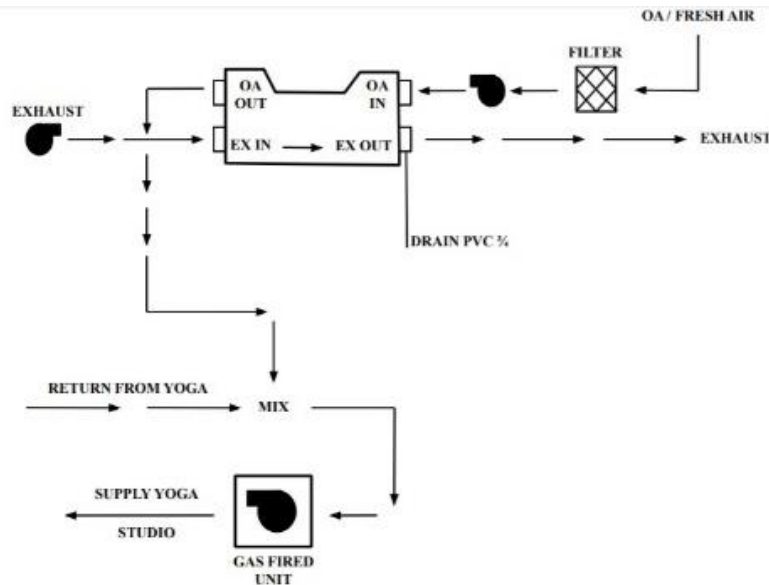 OA / FRESH AIR
FILTER
OA
OUT
OA
IN
EXHAUST
EX IN
EX OUT
EXHAUST
DRAIN PVC ¾
RETURN FROM YOGA
MIX
SUPPLY YOGA
STUDIO
GAS FIRED
UNIT